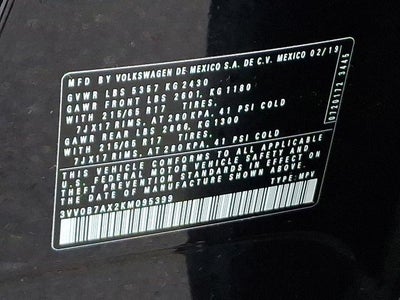 MFD BY VOLKSWAGEN DE MEXICO S.A. DE C.V. MEXICO 02/19
GVWR LBS 5357 KG 2430
GAWR FRONT LBS 2601, KG 1180
WITH 215/65 R17 TIRES,
7JX17 RIMS, AT 280 KPA, 41 PSI COLD
GAWR REAR LBS 2866, KG 1300
WITH 215/65 R17 TIRES,
7JX17 RIMS, AT 280 KPA, 41 PSI COLD
THIS VEHICLE CONFORMS TO ALL APPLICABLE
U.S. FEDERAL MOTOR VEHICLE SAFETY AND
THEFT PREVENTION STANDARDS IN EFFECT ON THE
DATE OF MANUFACTURE SHOWN ABOVE.
3VV0B7AX2KM095399 TYPE: MPV